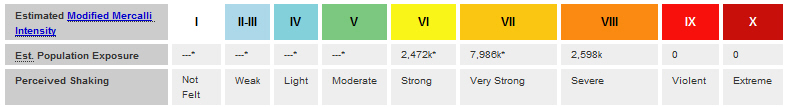 Estimated Modified Mercalli Intensity I II-III IV V VI VII VIII IX X
Est. Population Exposure ---* ---* ---* ---* 2,472k* 7,986k* 2,598k 0 0
Perceived Shaking Not Felt Weak Light Moderate Strong Very Strong Severe Violent Extreme